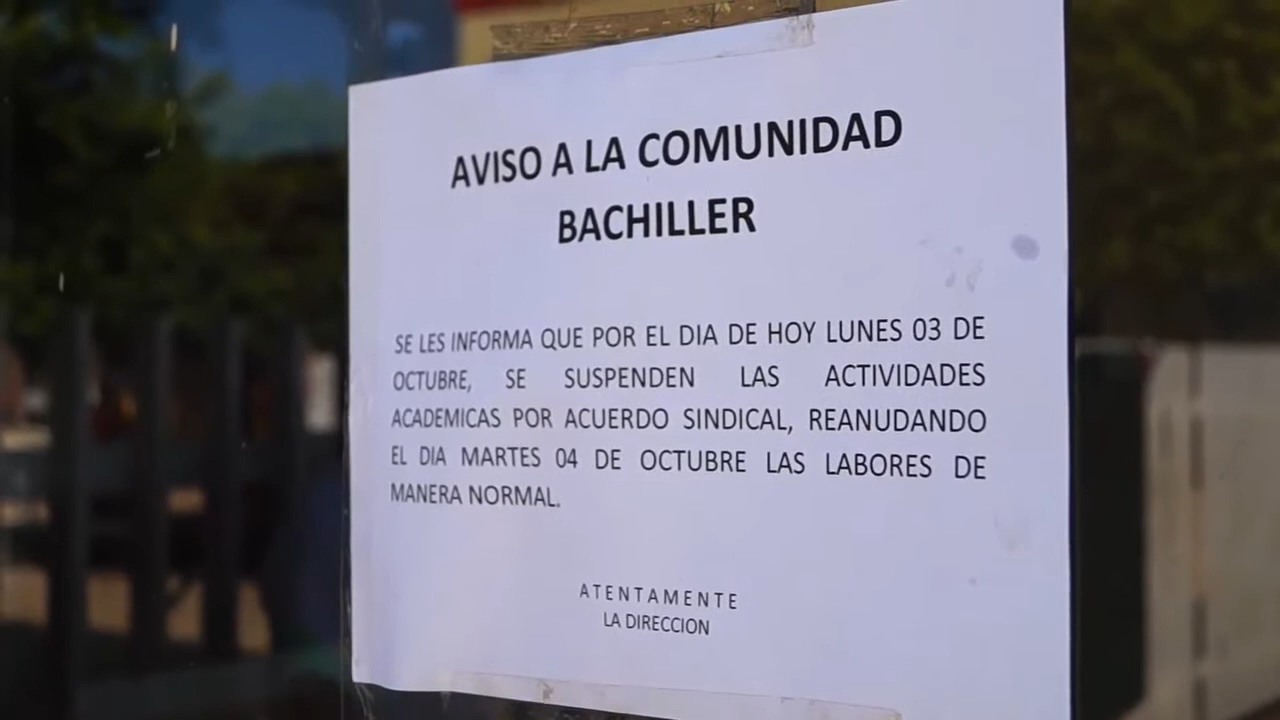 AVISO A LA COMUNIDAD
BACHILLER
SE LES INFORMA QUE POR EL DIA DE HOY LUNES 03 DE
OCTUBRE, SE SUSPENDEN LAS ACTIVIDADES
ACADEMICAS POR ACUERDO SINDICAL, REANUDANDO
EL DIA MARTES 04 DE OCTUBRE LAS LABORES DE
MANERA NORMAL.
ATENTAMENTE
LA DIRECCION